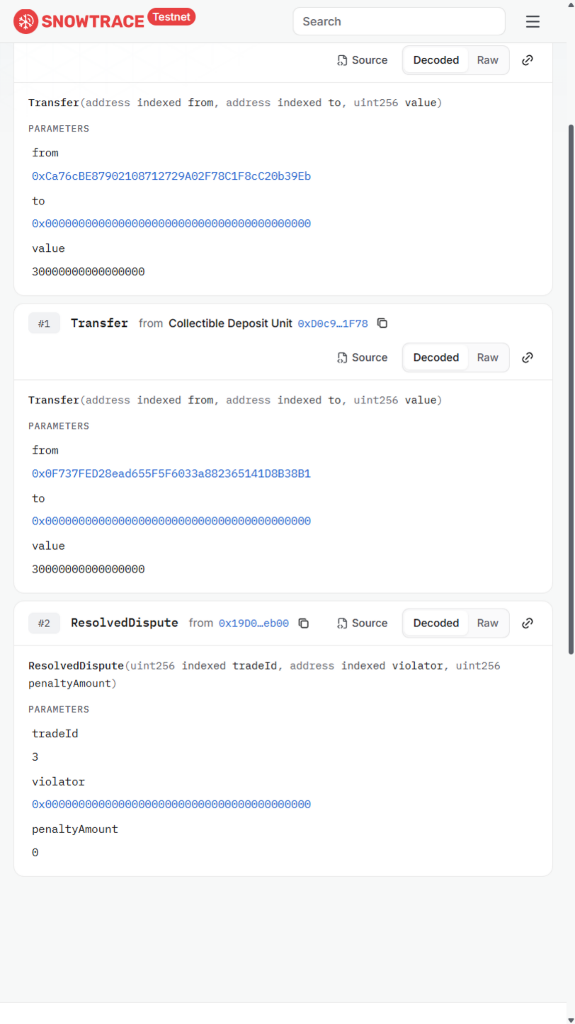 SNOWTRACE Testnet
Search
Source Decoded Raw
Transfer(address indexed from, address indexed to, uint256 value)
PARAMETERS
from
0xCa76cBE87902108712729A02F78C1F8cC20b39Eb
to
0x0000000000000000000000000000000000000000
value
30000000000000000
#1 Transfer from Collectible Deposit Unit 0xD0c9…1F78
Source Decoded Raw
Transfer(address indexed from, address indexed to, uint256 value)
PARAMETERS
from
0x0F737FED28ead655F5F6033a882365141D8B38B1
to
0x0000000000000000000000000000000000000000
value
30000000000000000
#2 ResolvedDispute from 0x19D0…eb00 Source Decoded Raw
ResolvedDispute(uint256 indexed tradeId, address indexed violator, uint256
penaltyAmount)
PARAMETERS
tradeId
3
violator
0x0000000000000000000000000000000000000000
penaltyAmount
0